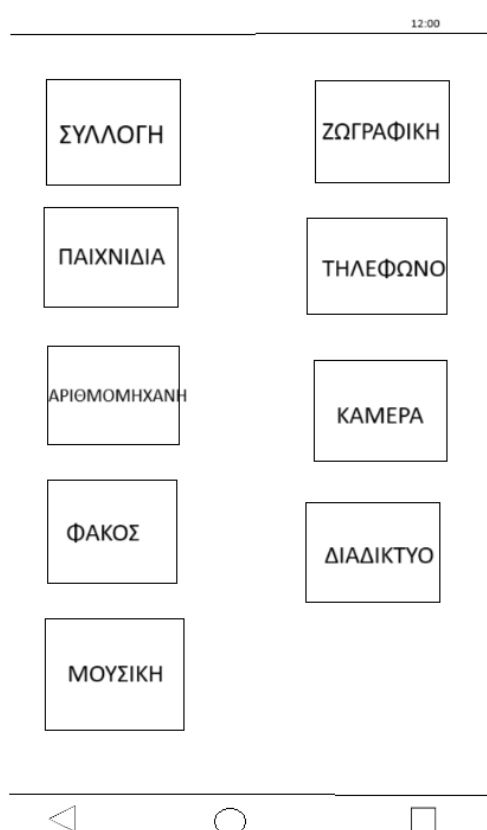 12:00
ΣΥΛΛΟΓΗ
ΖΩΓΡΑΦΙΚΗ
ΠΑΙΧΝΙΔΙΑ
ΤΗΛΕΦΩΝΟ
ΑΡΙΘΜΟΜΗΧΑΝΗ
ΚΑΜΕΡΑ
ΦΑΚΟΣ
ΔΙΑΔΙΚΤΥΟ
ΜΟΥΣΙΚΗ